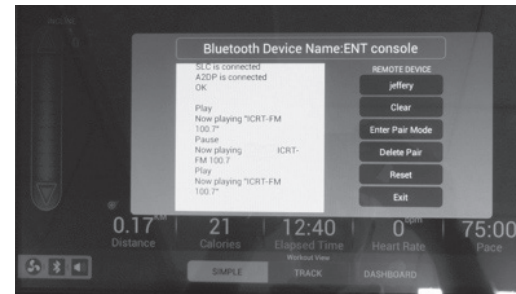 INCLINE
Bluetooth Device Name:ENT console
SLC is connected
A2DP is connected
OK
Play
Now playing "ICRT-FM
100.7"
Pause
Now playing ICRT-
FM 100.7
Play
Now playing "ICRT-FM
100.7"
REMOTE DEVICE
jeffery
Clear
Enter Pair Mode
Delete Pair
Reset
Exit
0.17 KM
Distance
21
Calories
12:40
Elapsed Time
0 bpm
Heart Rate
75:00
Pace
Workout View
SIMPLE
TRACK
DASHBOARD